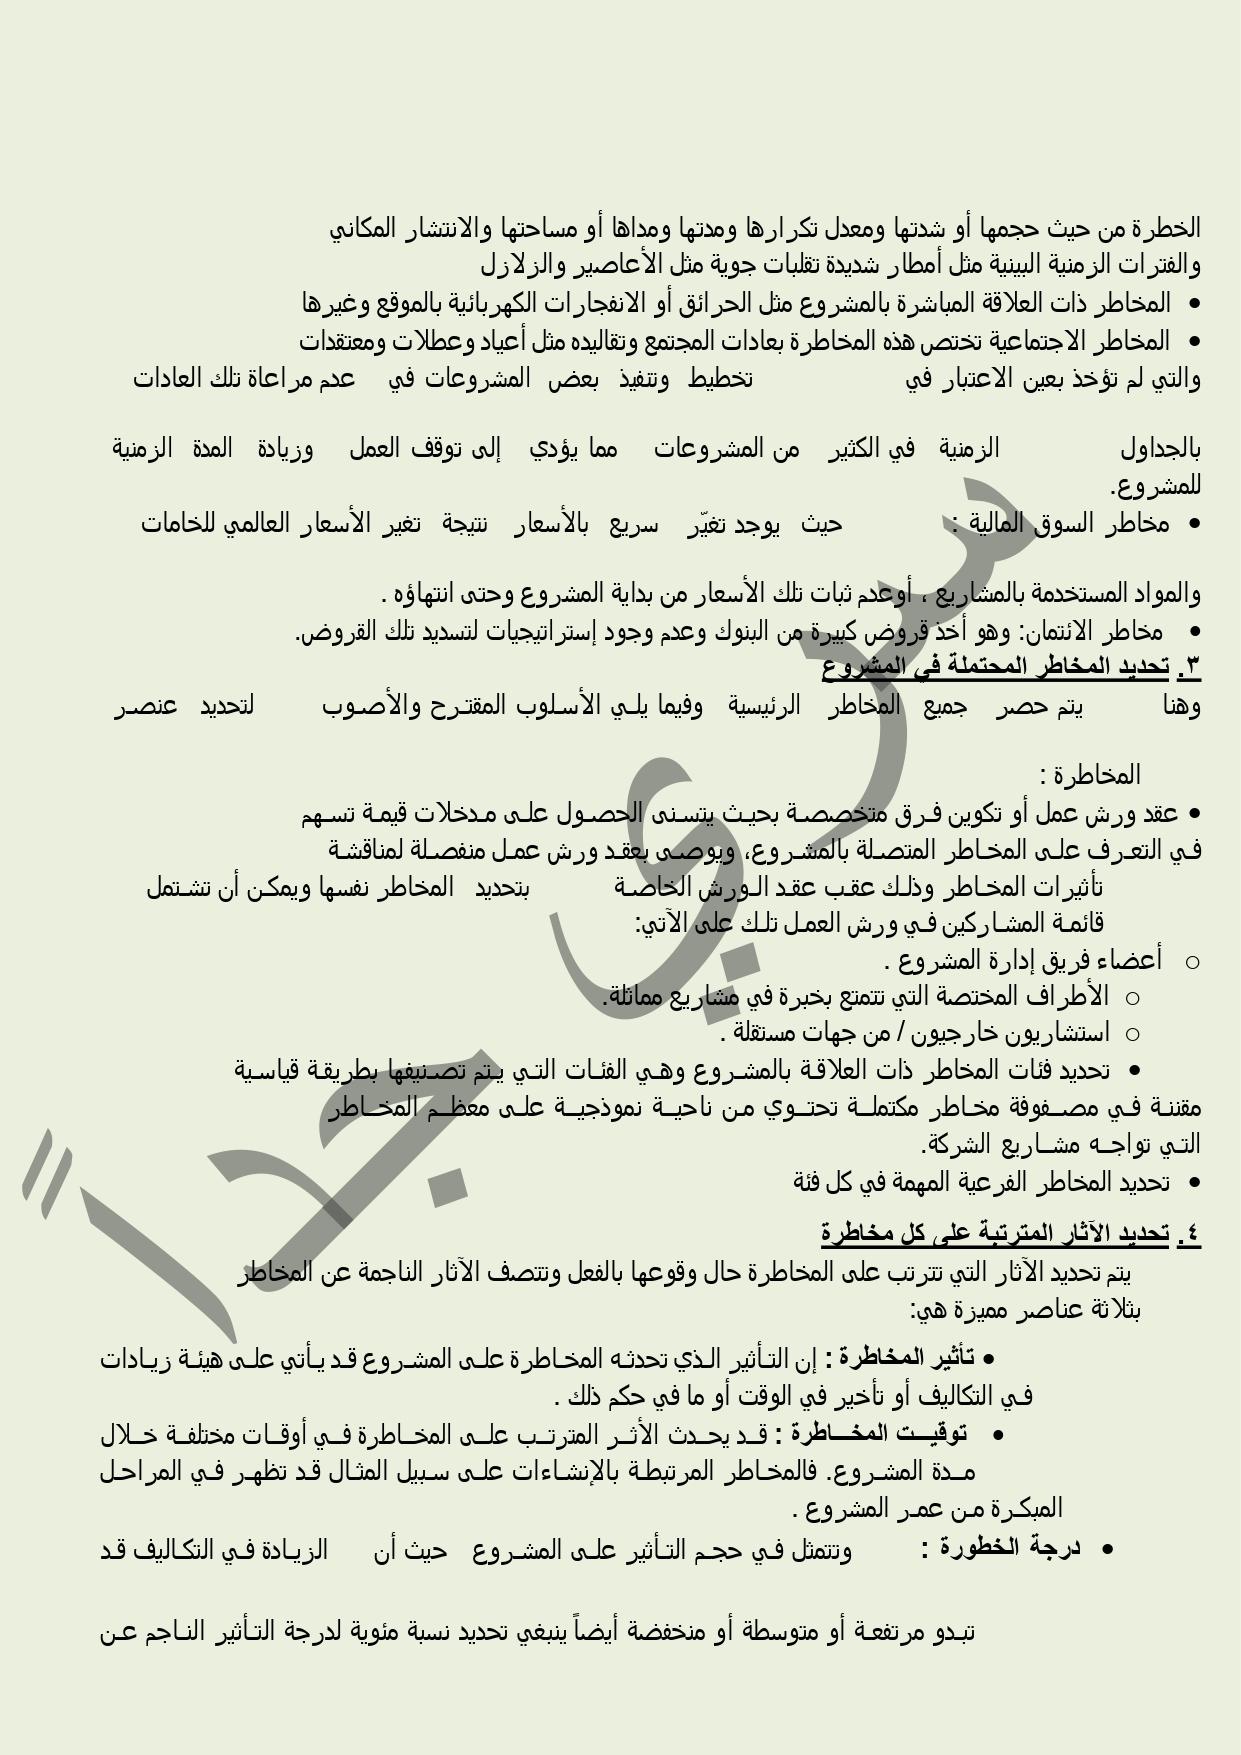 الخطرة من حيث حجمها أو شدتها ومعدل تكرارها ومدتها ومداها أو مساحتها والانتشار المكاني
والفترات الزمنية البينية مثل أمطار شديدة تقلبات جوية مثل الأعاصير والزلازل
• المخاطر ذات العلاقة المباشرة بالمشروع مثل الحرائق أو الانفجارات الكهربائية بالموقع وغيرها
• المخاطر الاجتماعية تختص هذه المخاطرة بعادات المجتمع وتقاليده مثل أعياد وعطلات ومعتقدات
والتي لم تؤخذ بعين الاعتبار في تخطيط وتنفيذ بعض المشروعات في عدم مراعاة تلك العادات
بالجداول الزمنية في الكثير من المشروعات مما يؤدي إلى توقف العمل وزيادة المدة الزمنية
للمشروع.
• مخاطر السوق المالية : حيث يوجد تغيّر سريع بالأسعار نتيجة تغير الأسعار العالمي للخامات
والمواد المستخدمة بالمشاريع ، أوعدم ثبات تلك الأسعار من بداية المشروع وحتى انتهاؤه .
• مخاطر الائتمان: وهو أخذ قروض كبيرة من البنوك وعدم وجود إستراتيجيات لتسديد تلك القروض.
٣. تحديد المخاطر المحتملة في المشروع
وهنا يتم حصر جميع المخاطر الرئيسية وفيما يلي الأسلوب المقترح والأصوب لتحديد عنصر
المخاطرة :
• عقد ورش عمل أو تكوين فرق متخصصة بحيث يتسنى الحصول على مدخلات قيمة تسهم
في التعرف على المخاطر المتصلة بالمشروع، ويوصى بعقد ورش عمل منفصلة لمناقشة
تأثيرات المخاطر وذلك عقب عقد الورش الخاصة بتحديد المخاطر نفسها ويمكن أن تشتمل
قائمة المشاركين في ورش العمل تلك على الآتي:
○ أعضاء فريق إدارة المشروع .
○ الأطراف المختصة التي تتمتع بخبرة في مشاريع مماثلة.
○ استشاريون خارجيون / من جهات مستقلة .
• تحديد فئات المخاطر ذات العلاقة بالمشروع وهي الفئات التي يتم تصنيفها بطريقة قياسية
مقننة في مصفوفة مخاطر مكتملة تحتوي من ناحية نموذجية على معظم المخاطر
التي تواجه مشاريع الشركة.
• تحديد المخاطر الفرعية المهمة في كل فئة
٤. تحديد الآثار المترتبة على كل مخاطرة
يتم تحديد الآثار التي تترتب على المخاطرة حال وقوعها بالفعل وتتصف الآثار الناجمة عن المخاطر
بثلاثة عناصر مميزة هي:
• تأثير المخاطرة : إن التأثير الذي تحدثه المخاطرة على المشروع قد يأتي على هيئة زيادات
في التكاليف أو تأخير في الوقت أو ما في حكم ذلك .
• توقيت المخاطرة : قد يحدث الأثر المترتب على المخاطرة في أوقات مختلفة خلال
مدة المشروع. فالمخاطر المرتبطة بالإنشاءات على سبيل المثال قد تظهر في المراحل
المبكرة من عمر المشروع .
• درجة الخطورة : وتتمثل في حجم التأثير على المشروع حيث أن الزيادة في التكاليف قد
تبدو مرتفعة أو متوسطة أو منخفضة أيضاً ينبغي تحديد نسبة مئوية لدرجة التأثير الناجم عن
سري جداً